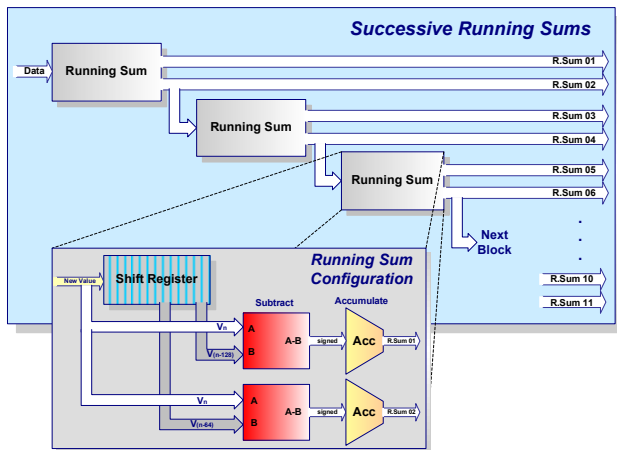 Successive Running Sums
Data
Running Sum
R.Sum 01
R.Sum 02
Running Sum
R.Sum 03
R.Sum 04
Running Sum
R.Sum 05
R.Sum 06
Next
Block
.
.
.
R.Sum 10
R.Sum 11
Running Sum
Configuration
New Value
Shift Register
Subtract
Accumulate
Vn
A
B
A-B
V(n-128)
signed
Acc
R.Sum 01
Vn
A
B
A-B
V(n-64)
signed
Acc
R.Sum 02